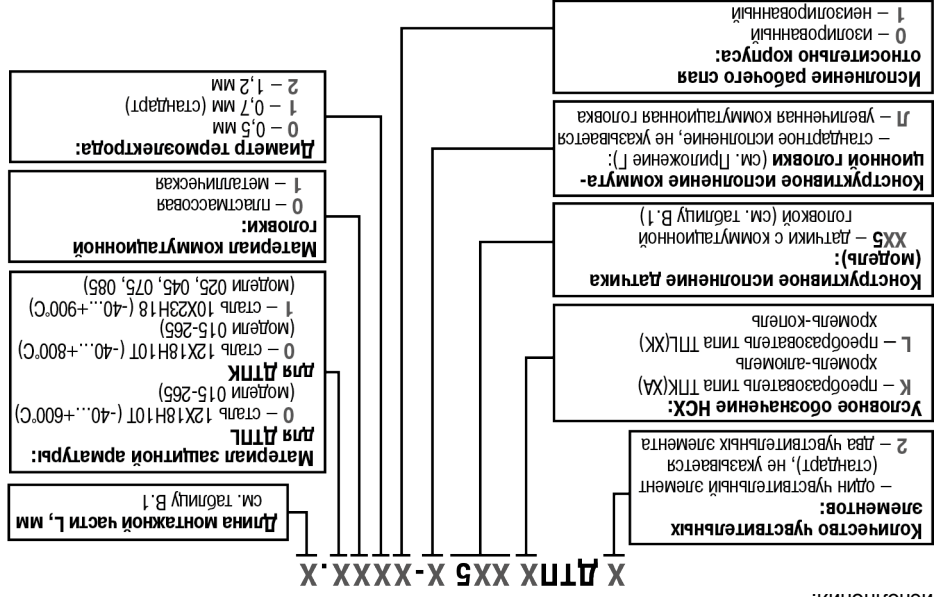 X ДТПX XX5 X-XXXX.X
Количество чувствительных
элементов:
– один чувствительный элемент
(стандарт), не указывается
2 – два чувствительных элемента
Условное обозначение НСХ:
K – преобразователь типа ТПК(ХА)
хромель-алюмель
L – преобразователь типа ТПL(ХК)
хромель-копель
Конструктивное исполнение датчика
(модель):
XX5 – датчики с коммутационной
головкой (см. таблицу В.1)
Конструктивное исполнение коммута-
ционной головки (см. Приложение Г):
– стандартное исполнение, не указывается
Л – увеличенная коммутационная головка
Исполнение рабочего спая
относительно корпуса:
0 – изолированный
1 – неизолированный
Длина монтажной части L, мм
см. таблицу В.1
Материал защитной арматуры:
для ДТПL
0 – сталь 12Х18Н10Т (-40...+600°С)
(модели 015-265)
для ДТПК
0 – сталь 12Х18Н10Т (-40...+800°С)
(модели 015-265)
1 – сталь 10Х23Н18 (-40...+900°С)
(модели 025, 045, 075, 085)
Материал коммутационной
головки:
0 – пластмассовая
1 – металлическая
Диаметр термоэлектрода:
0 – 0,5 мм
1 – 0,7 мм (стандарт)
2 – 1,2 мм